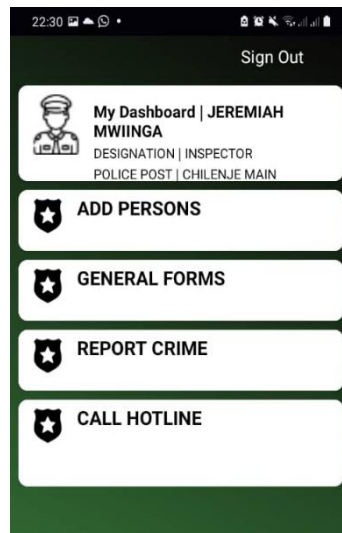 22:30
Sign Out
My Dashboard | JEREMIAH
MWIINGA
DESIGNATION | INSPECTOR
POLICE POST | CHILENJE MAIN
ADD PERSONS
GENERAL FORMS
REPORT CRIME
CALL HOTLINE